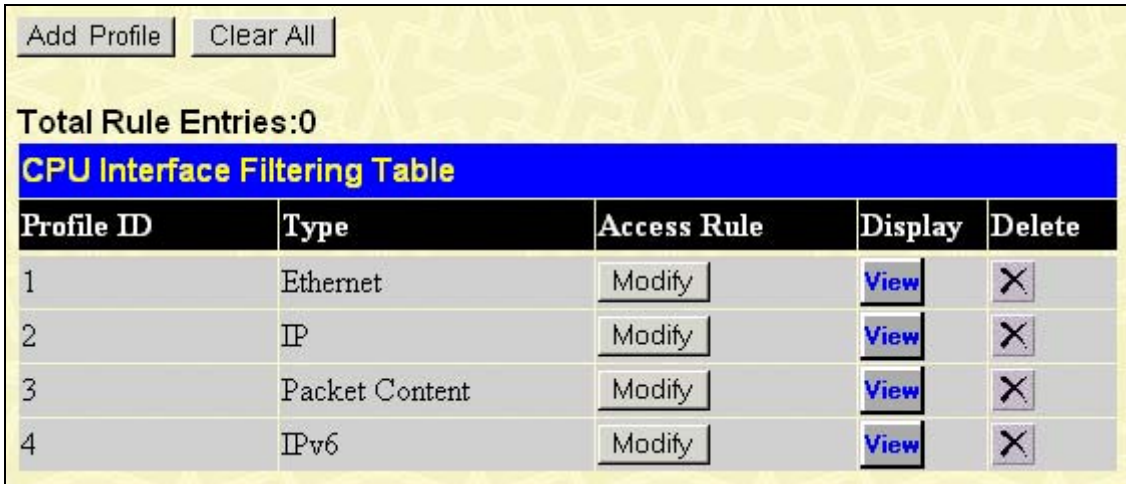 Add Profile Clear All
Total Rule Entries:0
CPU Interface Filtering Table
Profile ID Type Access Rule Display Delete
1 Ethernet Modify View X
2 IP Modify View X
3 Packet Content Modify View X
4 IPv6 Modify View X